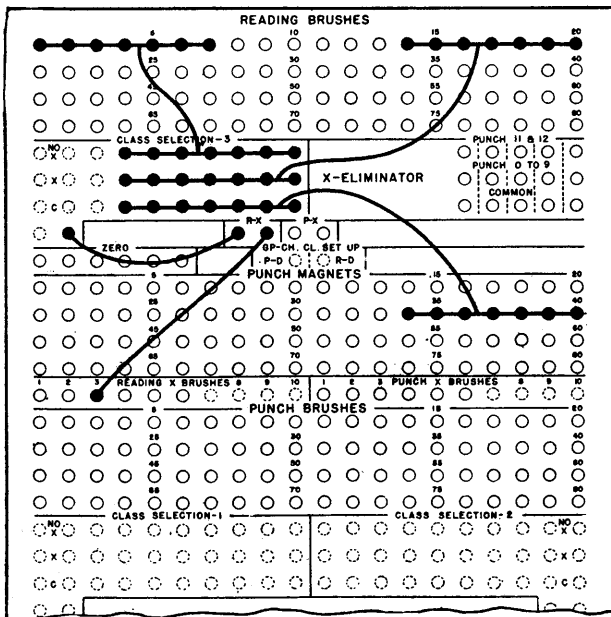 READING BRUSHES
5 10 15 20
25 30 35 40
45 50 55 60
65 70 75 80
CLASS SELECTION-3 PUNCH 11 & 12
NO X PUNCH 0 TO 9
X X-ELIMINATOR COMMON
C
R-X P-X
ZERO GP-CH. CL. SET UP
P-D R-D
PUNCH MAGNETS
5 15 20
25 30 35 40
45 50 55 60
65 70 75 80
1 2 3 READING X BRUSHES 8 9 10 1 2 3 PUNCH X BRUSHES 8 9 10
PUNCH BRUSHES
5 15 20
25 30 35 40
45 50 55 60
65 70 75 80
CLASS SELECTION-1 CLASS SELECTION-2
NO X NO X
X X
C C